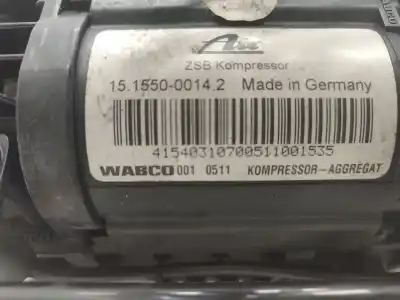 Ate
ZSB Kompressor
15.1550-0014.2 Made in Germany
41540310700511001535
WABCO 001 0511 KOMPRESSOR-AGGREGAT